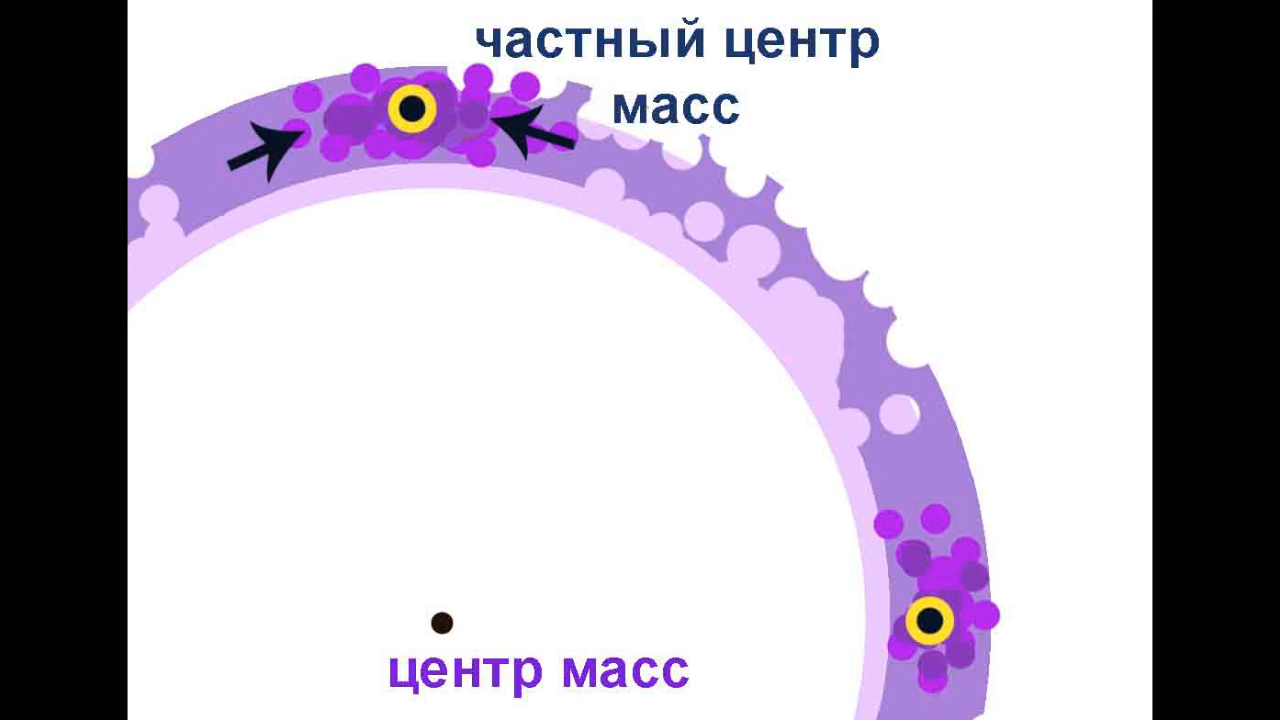 частный центр
масс
центр масс